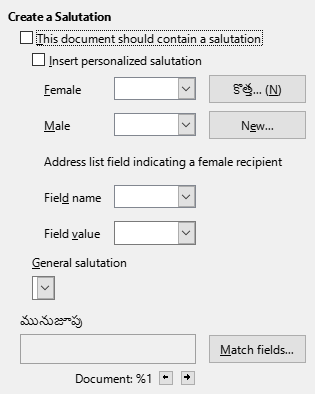 Create a Salutation
This document should contain a salutation
Insert personalized salutation
Female
కొత్త... (N)
Male
New...
Address list field indicating a female recipient
Field name
Field value
General salutation
మునుజూపు
Match fields...
Document: %1